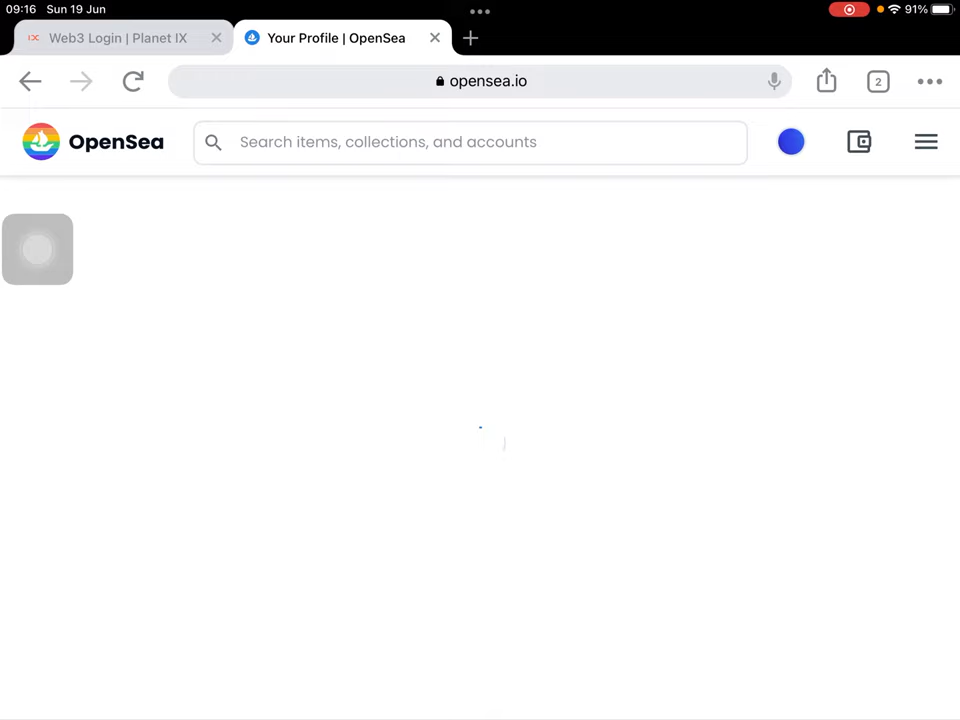 09:16 Sun 19 Jun
91%
Web3 Login | Planet IX
Your Profile | OpenSea
opensea.io
2
OpenSea
Search items, collections, and accounts